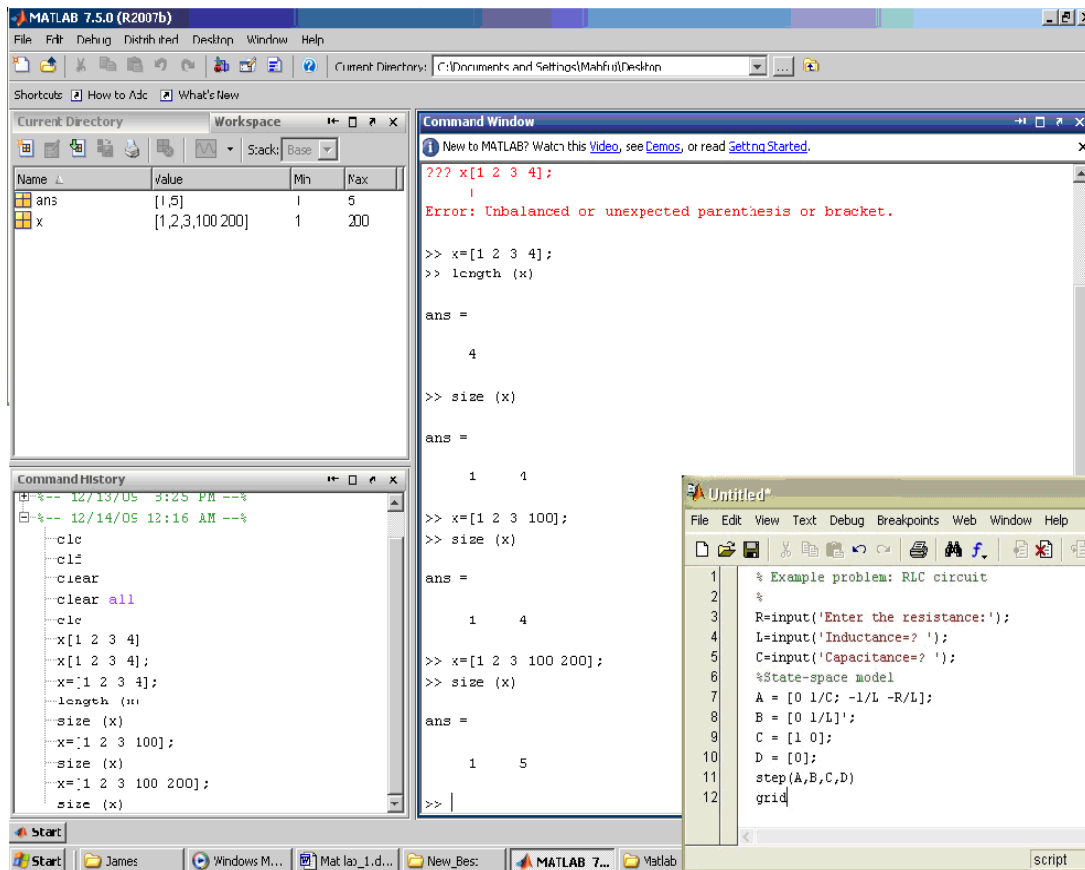 MATLAB 7.5.0 (R2007b)
File Edit Debug Distributed Desktop Window Help
Current Directory: C:\Documents and Settings\Mahfuj\Desktop
Shortcuts How to Add What's New
Current Directory Workspace
Stack: Base
Name Value Min Max
ans [1,5] 1 5
x [1,2,3,100 200] 1 200
Command History
%-- 12/13/09 3:25 PM --%
%-- 12/14/09 12:16 AM --%
clc
clf
clear
clear all
clc
x[1 2 3 4]
x[1 2 3 4];
x=[1 2 3 4];
length (x)
size (x)
x=[1 2 3 100];
size (x)
x=[1 2 3 100 200];
size (x)
Command Window
New to MATLAB? Watch this Video, see Demos, or read Getting Started.
??? x[1 2 3 4];
|
Error: Unbalanced or unexpected parenthesis or bracket.
>> x=[1 2 3 4];
>> length (x)
ans =
4
>> size (x)
ans =
1 4
>> x=[1 2 3 100];
>> size (x)
ans =
1 4
>> x=[1 2 3 100 200];
>> size (x)
ans =
1 5
>>
Untitled*
File Edit View Text Debug Breakpoints Web Window Help
1 % Example problem: RLC circuit
2 %
3 R=input('Enter the resistance:');
4 L=input('Inductance=? ');
5 C=input('Capacitance=? ');
6 %State-space model
7 A = [0 1/C; -1/L -R/L];
8 B = [0 1/L]';
9 C = [1 0];
10 D = [0];
11 step(A,B,C,D)
12 grid
script
Start
Start James Windows M... Mat lab_1.d... New_Best MATLAB 7... Matlab